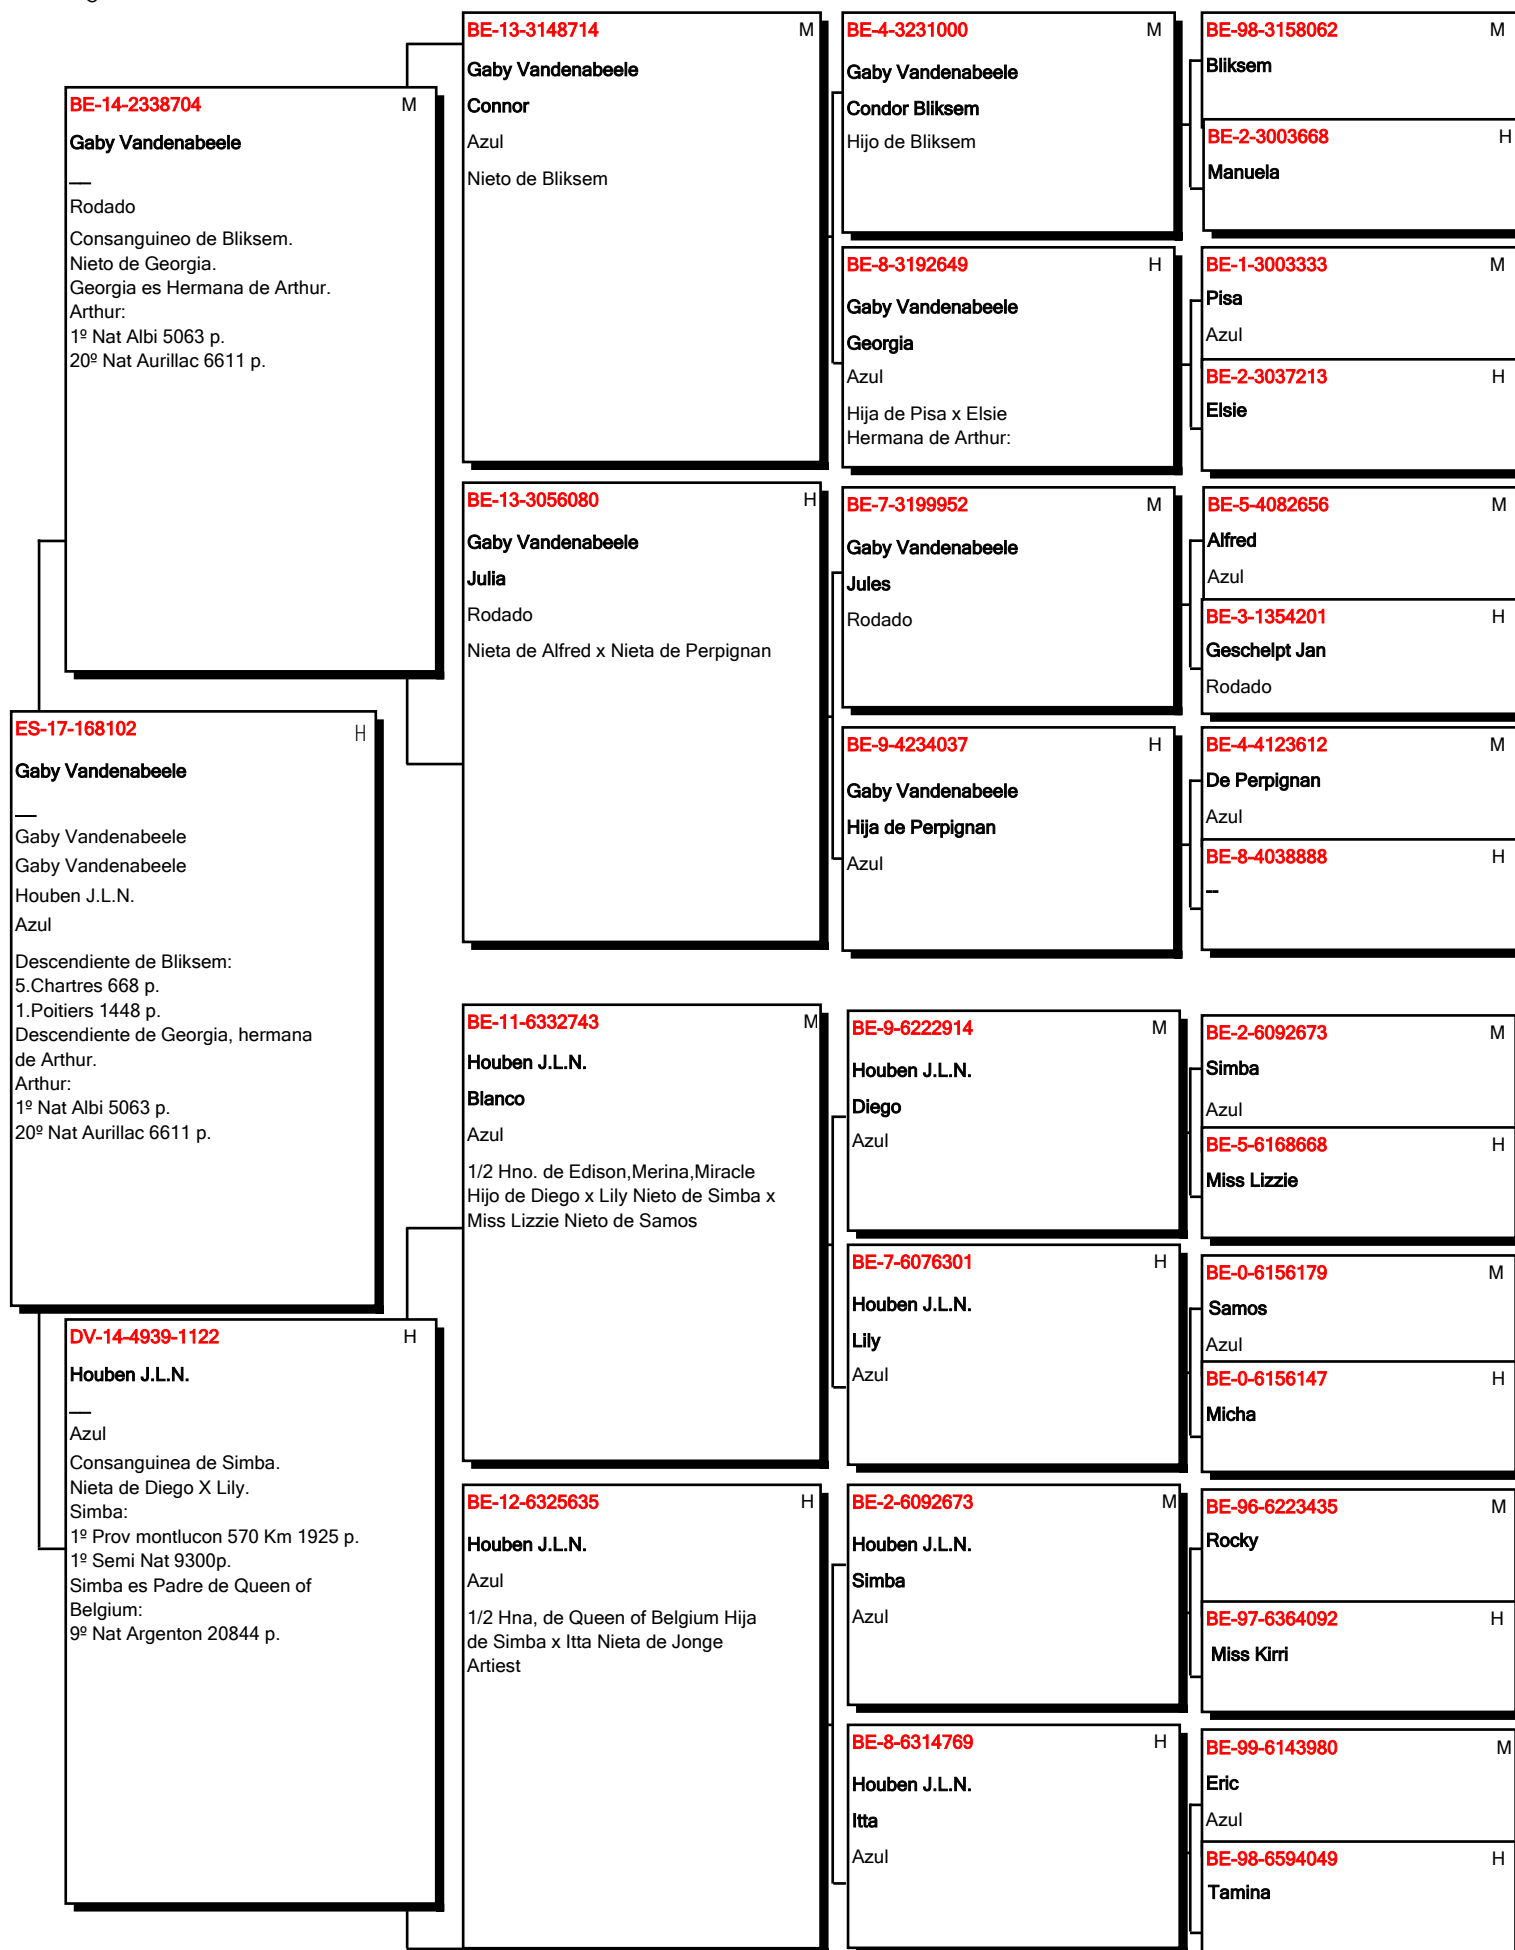 ES-17-168102 H
Gaby Vandenabeele
__
Gaby Vandenabeele
Gaby Vandenabeele
Houben J.L.N.
Azul
Descendiente de Bliksem:
5.Chartres 668 p.
1.Poitiers 1448 p.
Descendiente de Georgia, hermana
de Arthur.
Arthur:
1º Nat Albi 5063 p.
20º Nat Aurillac 6611 p.
BE-14-2338704 M
Gaby Vandenabeele
__
Rodado
Consanguineo de Bliksem.
Nieto de Georgia.
Georgia es Hermana de Arthur.
Arthur:
1º Nat Albi 5063 p.
20º Nat Aurillac 6611 p.
DV-14-4939-1122 H
Houben J.L.N.
__
Azul
Consanguinea de Simba.
Nieta de Diego X Lily.
Simba:
1º Prov montlucon 570 Km 1925 p.
1º Semi Nat 9300p.
Simba es Padre de Queen of
Belgium:
9º Nat Argenton 20844 p.
BE-13-3148714 M
Gaby Vandenabeele
Connor
Azul
Nieto de Bliksem
BE-13-3056080 H
Gaby Vandenabeele
Julia
Rodado
Nieta de Alfred x Nieta de Perpignan
BE-11-6332743 M
Houben J.L.N.
Blanco
Azul
1/2 Hno. de Edison,Merina,Miracle
Hijo de Diego x Lily Nieto de Simba x
Miss Lizzie Nieto de Samos
BE-12-6325635 H
Houben J.L.N.
Azul
1/2 Hna, de Queen of Belgium Hija
de Simba x Itta Nieta de Jonge
Artiest
BE-4-3231000 M
Gaby Vandenabeele
Condor Bliksem
Hijo de Bliksem
BE-8-3192649 H
Gaby Vandenabeele
Georgia
Azul
Hija de Pisa x Elsie
Hermana de Arthur:
BE-7-3199952 M
Gaby Vandenabeele
Jules
Rodado
BE-9-4234037 H
Gaby Vandenabeele
Hija de Perpignan
Azul
BE-9-6222914 M
Houben J.L.N.
Diego
Azul
BE-7-6076301 H
Houben J.L.N.
Lily
Azul
BE-2-6092673 M
Houben J.L.N.
Simba
Azul
BE-8-6314769 H
Houben J.L.N.
Itta
Azul
BE-98-3158062 M
Bliksem
BE-2-3003668 H
Manuela
BE-1-3003333 M
Pisa
Azul
BE-2-3037213 H
Elsie
BE-5-4082656 M
Alfred
Azul
BE-3-1354201 H
Geschelpt Jan
Rodado
BE-4-4123612 M
De Perpignan
Azul
BE-8-4038888 H
--
BE-2-6092673 M
Simba
Azul
BE-5-6168668 H
Miss Lizzie
BE-0-6156179 M
Samos
Azul
BE-0-6156147 H
Micha
BE-96-6223435 M
Rocky
BE-97-6364092 H
Miss Kirri
BE-99-6143980 M
Eric
Azul
BE-98-6594049 H
Tamina